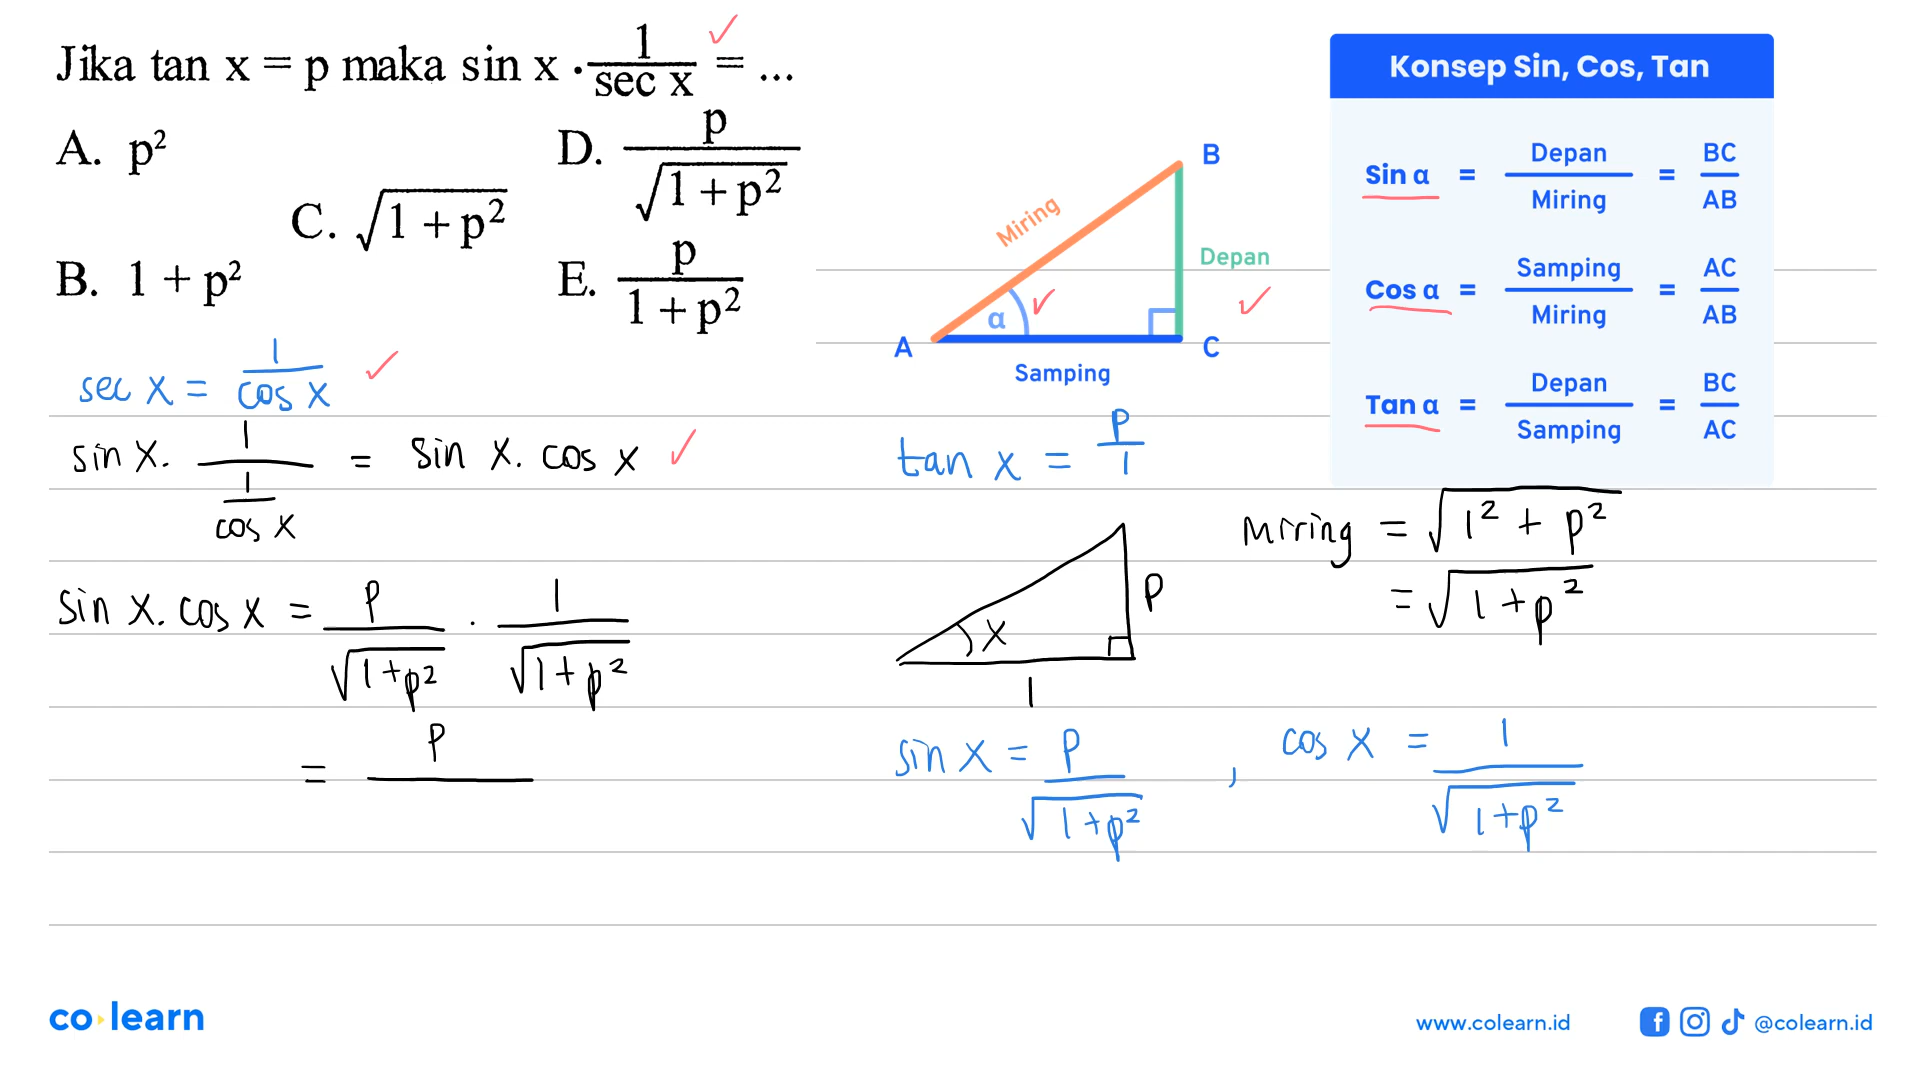 Jika tan x = p maka sin x · 1/sec x = ...
A. p²
B. 1 + p²
C. √(1 + p²)
D. p/√(1 + p²)
E. p/(1 + p²)
sec x = 1/cos x
sin x · 1/(1/cos x) = sin x · cos x
sin x · cos x = p/√(1+p²) · 1/√(1+p²)
= p
B
Miring
Depan
α
A
C
Samping
tan x = p/1
p
x
1
Miring = √(1² + p²)
= √(1+p²)
sin x = p/√(1+p²) , cos x = 1/√(1+p²)
Konsep Sin, Cos, Tan
Sin α = Depan/Miring = BC/AB
Cos α = Samping/Miring = AC/AB
Tan α = Depan/Samping = BC/AC
co learn
www.colearn.id
@colearn.id